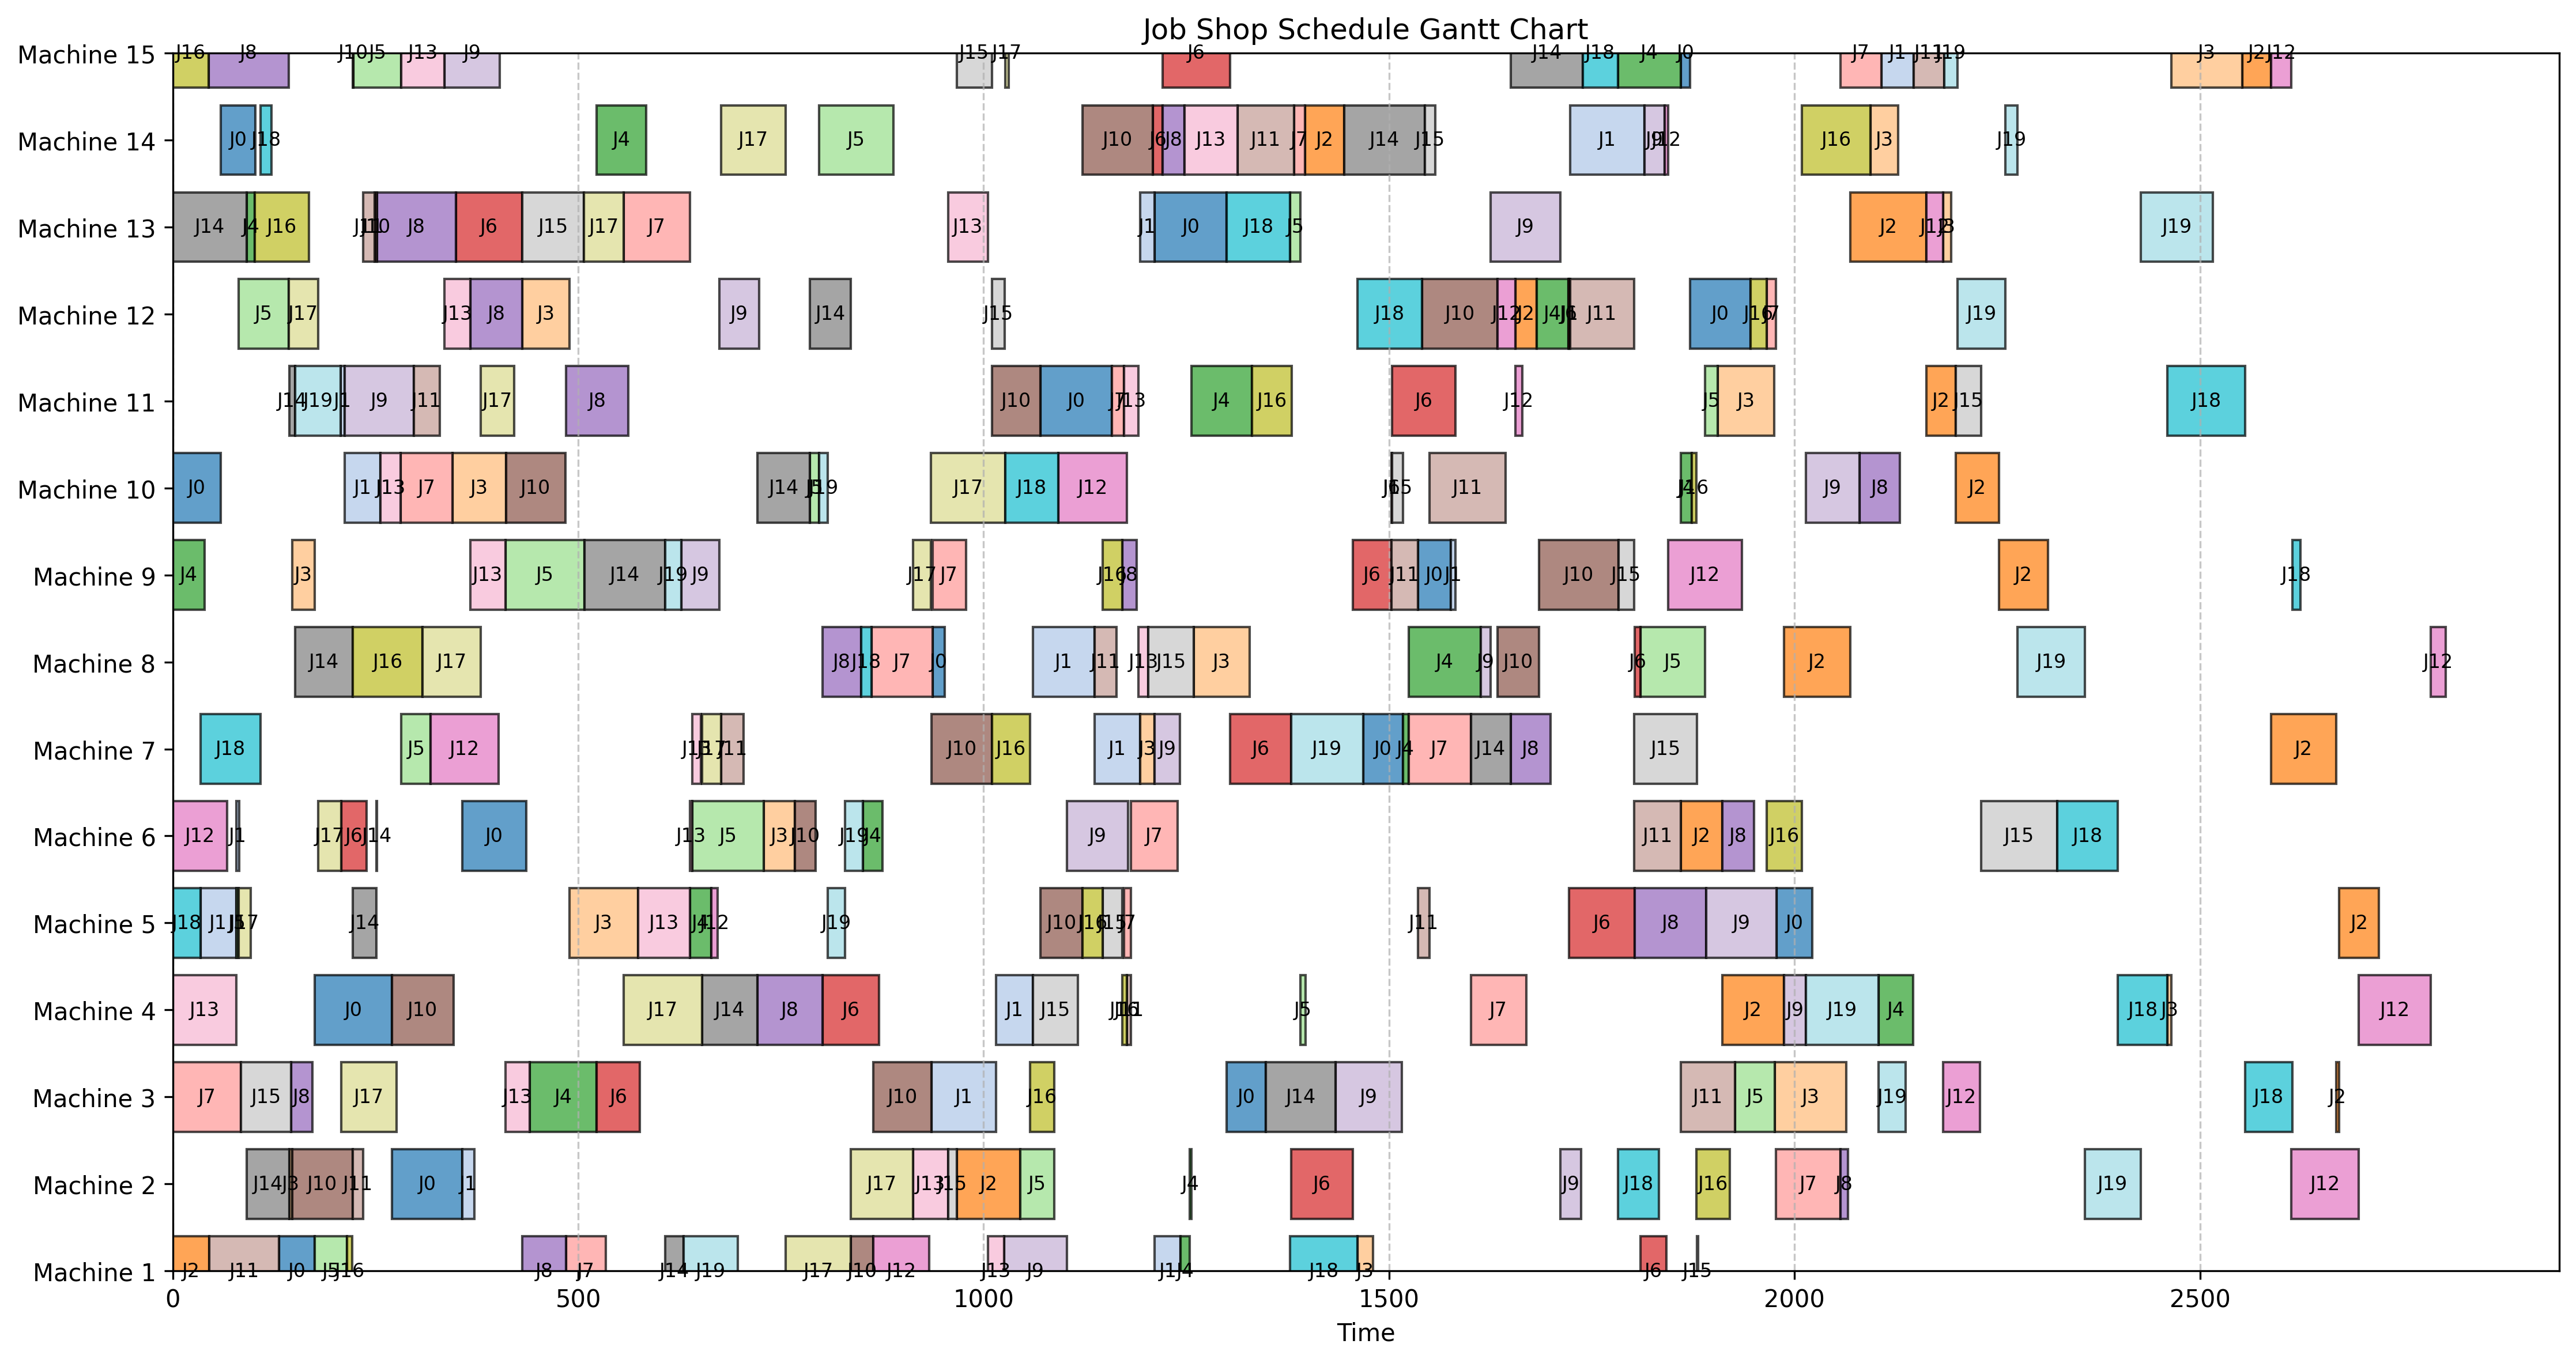 Job Shop Schedule Gantt Chart
Machine 15 J16 J8 J10 J5 J13 J9 J15 J17 J6 J14 J18 J4 J0 J7 J1 J11 J19 J3 J2 J12
Machine 14 J0 J18 J4 J17 J5 J10 J6 J8 J13 J11 J7 J2 J14 J15 J1 J9 J12 J16 J3 J19
Machine 13 J14 J4 J16 J11 J10 J8 J6 J15 J17 J7 J13 J1 J0 J18 J5 J9 J2 J12 J3 J19
Machine 12 J5 J17 J13 J8 J3 J9 J14 J15 J18 J10 J12 J2 J4 J11 J0 J16 J7 J19
Machine 11 J14 J19 J1 J9 J11 J17 J8 J10 J0 J7 J13 J4 J16 J6 J12 J5 J3 J2 J15 J18
Machine 10 J0 J1 J13 J7 J3 J10 J14 J5 J19 J17 J18 J12 J6 J15 J11 J4 J16 J9 J8 J2
Machine 9 J4 J3 J13 J5 J14 J19 J9 J17 J7 J16 J8 J6 J11 J0 J1 J10 J15 J12 J2 J18
Machine 8 J14 J16 J17 J8 J18 J7 J0 J1 J11 J13 J15 J3 J4 J9 J10 J6 J5 J2 J19 J12
Machine 7 J18 J5 J12 J13 J17 J11 J10 J16 J1 J3 J9 J6 J19 J0 J4 J7 J14 J8 J15 J2
Machine 6 J12 J1 J17 J6 J14 J0 J13 J5 J3 J10 J19 J4 J9 J7 J11 J2 J8 J16 J15 J18
Machine 5 J18 J1 J17 J14 J3 J13 J4 J12 J19 J10 J16 J15 J7 J11 J6 J8 J9 J0 J2
Machine 4 J13 J0 J10 J17 J14 J8 J6 J1 J15 J16 J11 J5 J7 J2 J9 J19 J4 J18 J3 J12
Machine 3 J7 J15 J8 J17 J13 J4 J6 J10 J1 J16 J0 J14 J9 J11 J5 J3 J19 J12 J18 J2
Machine 2 J14 J3 J10 J11 J0 J1 J17 J13 J15 J2 J5 J4 J6 J9 J18 J16 J7 J8 J19 J12
Machine 1 J2 J11 J0 J5 J16 J8 J7 J14 J19 J17 J10 J12 J13 J9 J1 J4 J18 J3 J6 J15
0 500 1000 1500 2000 2500
Time